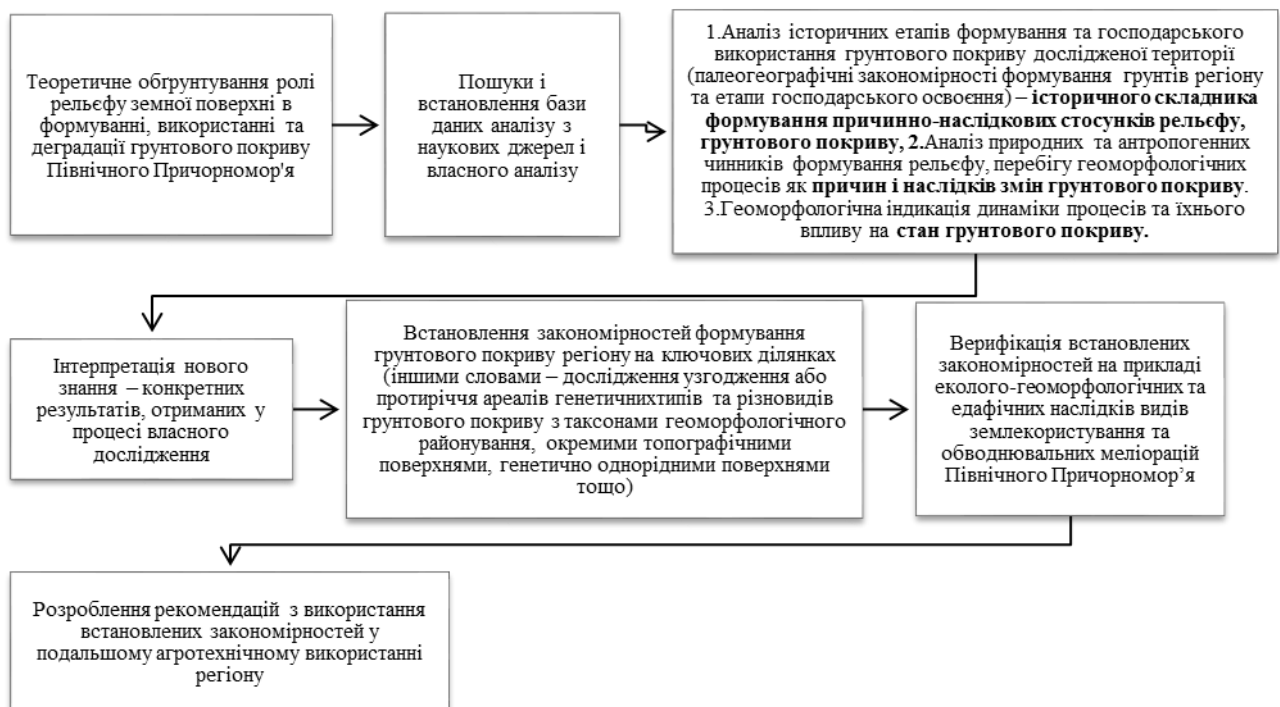 Теоретичне обґрунтування ролі
рельєфу земної поверхні в
формуванні, використанні та
деградації грунтового покриву
Північного Причорномор'я
Пошуки і
встановлення бази
даних аналізу з
наукових джерел і
власного аналізу
1.Аналіз історичних етапів формування та господарського
використання грунтового покриву дослідженої території
(палеогеографічні закономірності формування грунтів регіону
та етапи господарського освоєння) – історичного складника
формування причинно-наслідкових стосунків рельєфу,
грунтового покриву, 2.Аналіз природних та антропогенних
чинників формування рельєфу, перебігу геоморфологічних
процесів як причин і наслідків змін грунтового покриву.
3.Геоморфологічна індикація динаміки процесів та їхнього
впливу на стан грунтового покриву.
Інтерпретація нового
знання – конкретних
результатів, отриманих у
процесі власного
дослідження
Встановлення закономірностей формування
грунтового покриву регіону на ключових ділянках
(іншими словами – дослідження узгодження або
протиріччя ареалів генетичнихтипів та різновидів
грунтового покриву з таксонами геоморфологічного
районування, окремими топографічними
поверхнями, генетично однорідними поверхнями
тощо)
Верифікація встановлених
закономірностей на прикладі
еколого-геоморфологічних та
едафічних наслідків видів
землекористування та
обводнювальних меліорацій
Північного Причорномор’я
Розроблення рекомендацій з використання
встановлених закономірностей у
подальшому агротехнічному використанні
регіону